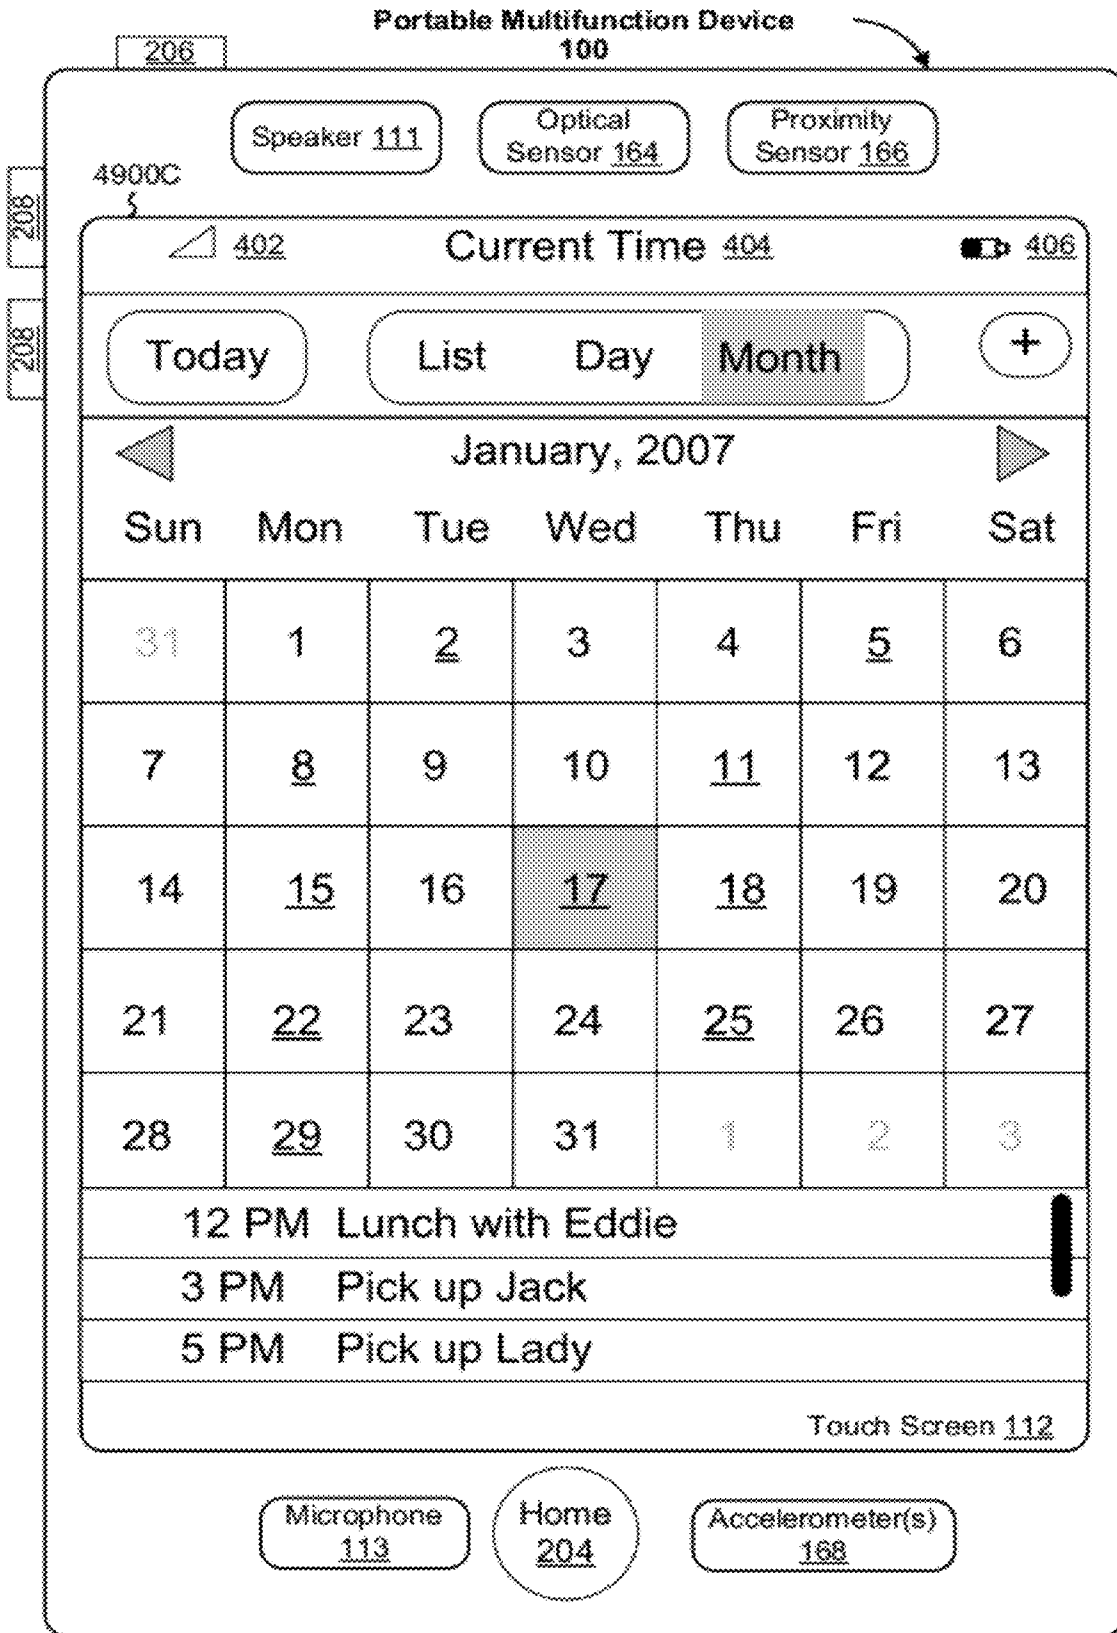 Portable Multifunction Device
100
206
Speaker 111
Optical
Sensor 164
Proximity
Sensor 166
4900C
208
208
402
Current Time 404
406
Today
List Day Month
+
January, 2007
Sun Mon Tue Wed Thu Fri Sat
31 1 2 3 4 5 6
7 8 9 10 11 12 13
14 15 16 17 18 19 20
21 22 23 24 25 26 27
28 29 30 31 1 2 3
12 PM Lunch with Eddie
3 PM Pick up Jack
5 PM Pick up Lady
Touch Screen 112
Microphone
113
Home
204
Accelerometer(s)
168